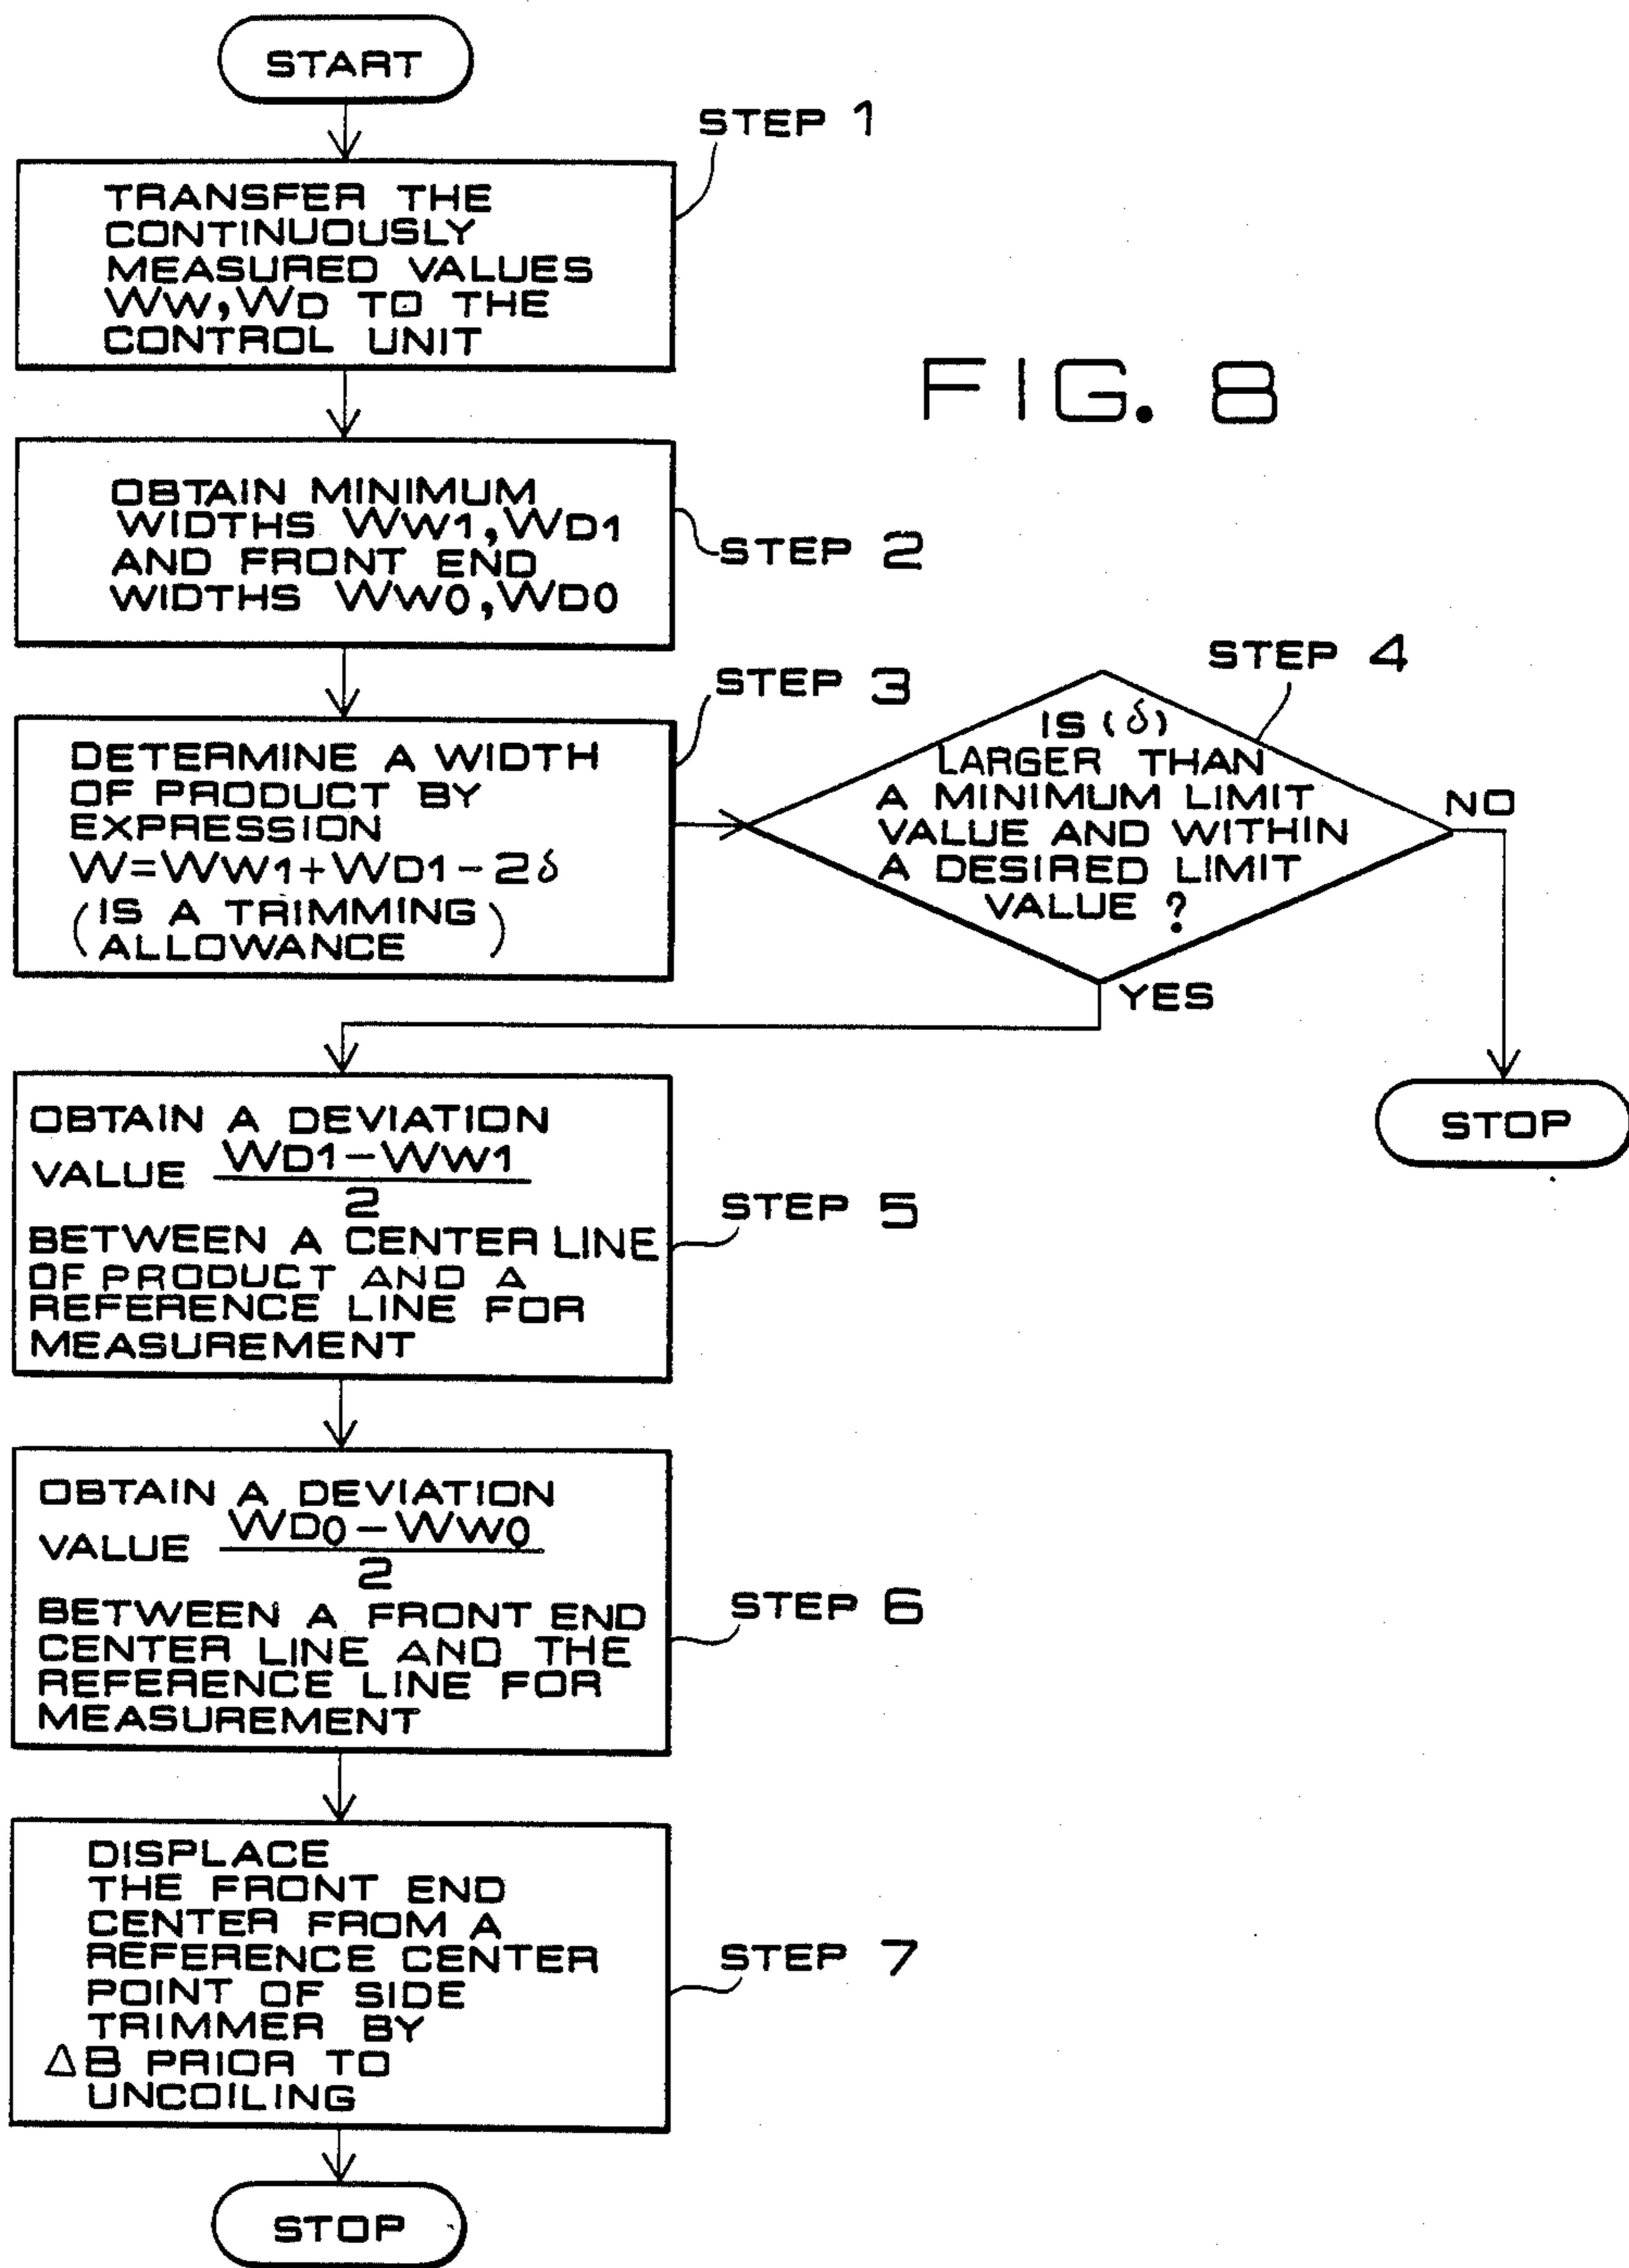 START
STEP 1
TRANSFER THE
CONTINUOUSLY
MEASURED VALUES
WW,WD TO THE
CONTROL UNIT
FIG. 8
OBTAIN MINIMUM
WIDTHS WW1,WD1
AND FRONT END
WIDTHS WW0,WD0
STEP 2
STEP 3
DETERMINE A WIDTH
OF PRODUCT BY
EXPRESSION
W=WW1+WD1-2δ
(IS A TRIMMING
ALLOWANCE)
STEP 4
IS (δ)
LARGER THAN
A MINIMUM LIMIT
VALUE AND WITHIN
A DESIRED LIMIT
VALUE ?
NO
YES
STOP
OBTAIN A DEVIATION
VALUE WD1-WW1
2
BETWEEN A CENTER LINE
OF PRODUCT AND A
REFERENCE LINE FOR
MEASUREMENT
STEP 5
OBTAIN A DEVIATION
VALUE WD0-WW0
2
BETWEEN A FRONT END
CENTER LINE AND THE
REFERENCE LINE FOR
MEASUREMENT
STEP 6
DISPLACE
THE FRONT END
CENTER FROM A
REFERENCE CENTER
POINT OF SIDE
TRIMMER BY
ΔB PRIOR TO
UNCOILING
STEP 7
STOP